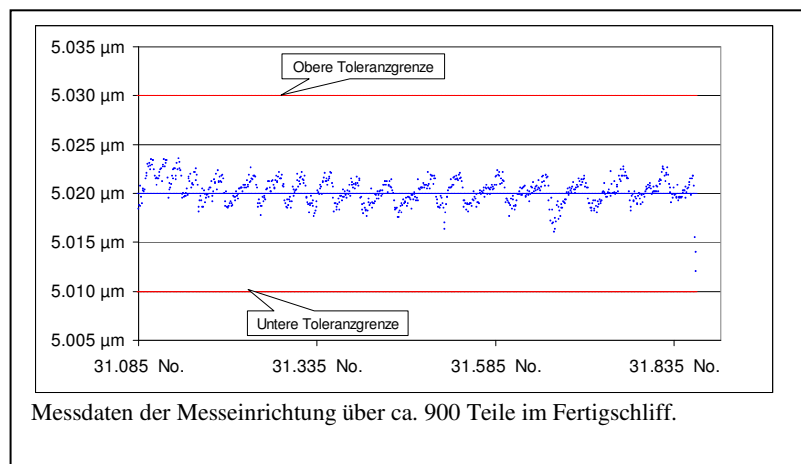 5.035 µm
Obere Toleranzgrenze
5.030 µm
5.025 µm
5.020 µm
5.015 µm
5.010 µm
Untere Toleranzgrenze
5.005 µm
31.085 No. 31.335 No. 31.585 No. 31.835 No.
Messdaten der Messeinrichtung über ca. 900 Teile im Fertigschliff.